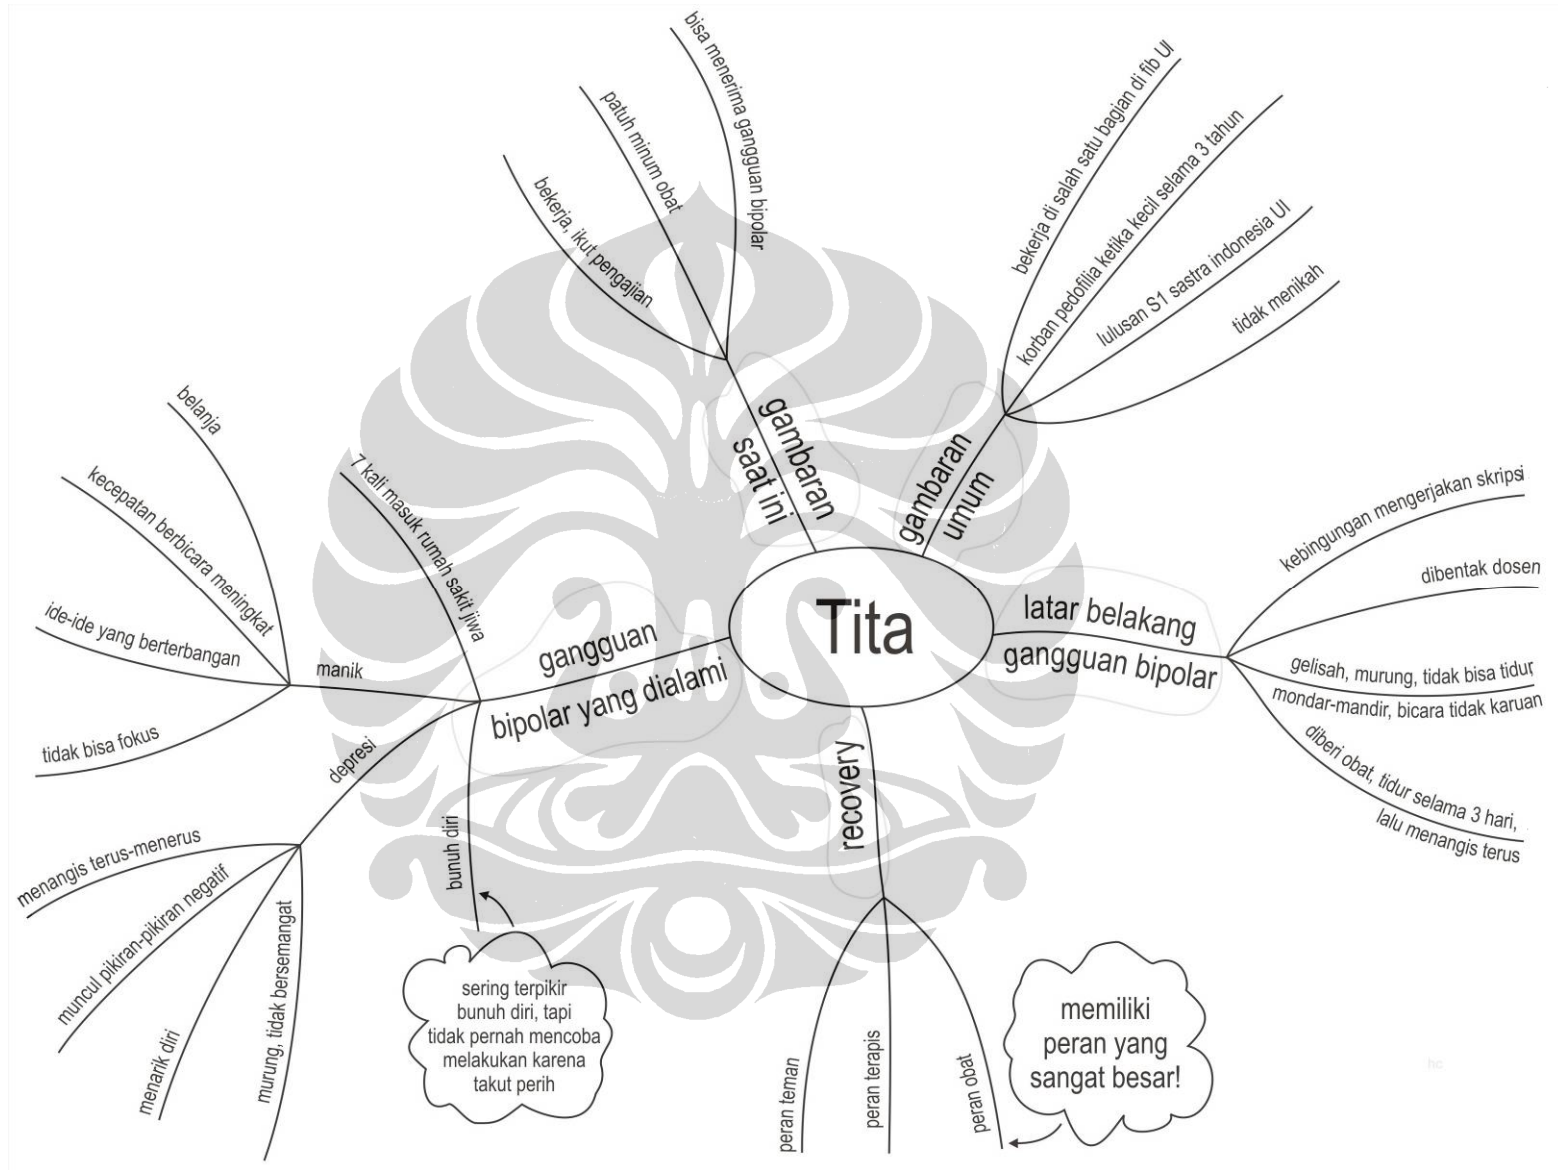 Tita
gambaran
saat ini
bekerja, ikut pengajian
patuh minum obat
bisa menerima gangguan bipolar
gambaran
umum
bekerja di salah satu bagian di fib UI
korban pedofilia ketika kecil selama 3 tahun
lulusan S1 sastra indonesia UI
tidak menikah
latar belakang
gangguan bipolar
kebingungan mengerjakan skripsi
dibentak dosen
gelisah, murung, tidak bisa tidur,
mondar-mandir, bicara tidak karuan
diberi obat, tidur selama 3 hari,
lalu menangis terus
recovery
peran teman
peran terapis
peran obat
memiliki
peran yang
sangat besar!
gangguan
bipolar yang dialami
7 kali masuk rumah sakit jiwa
manik
belanja
kecepatan berbicara meningkat
ide-ide yang berterbangan
tidak bisa fokus
depresi
menangis terus-menerus
muncul pikiran-pikiran negatif
menarik diri
murung, tidak bersemangat
bunuh diri
sering terpikir
bunuh diri, tapi
tidak pernah mencoba
melakukan karena
takut perih
hc